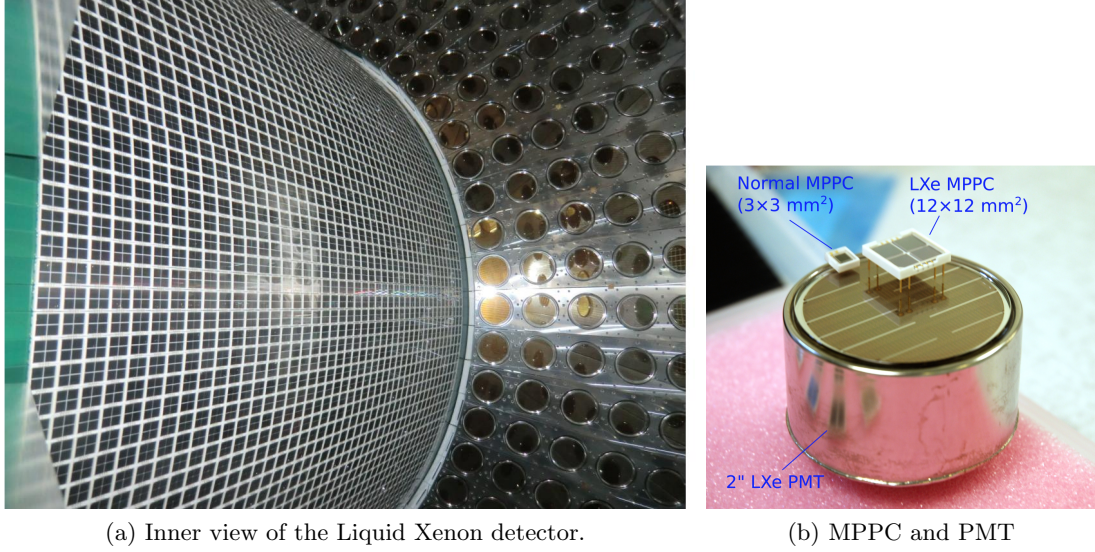 Normal MPPC
(3×3 mm²)
LXe MPPC
(12×12 mm²)
2" LXe PMT
(a) Inner view of the Liquid Xenon detector.
(b) MPPC and PMT